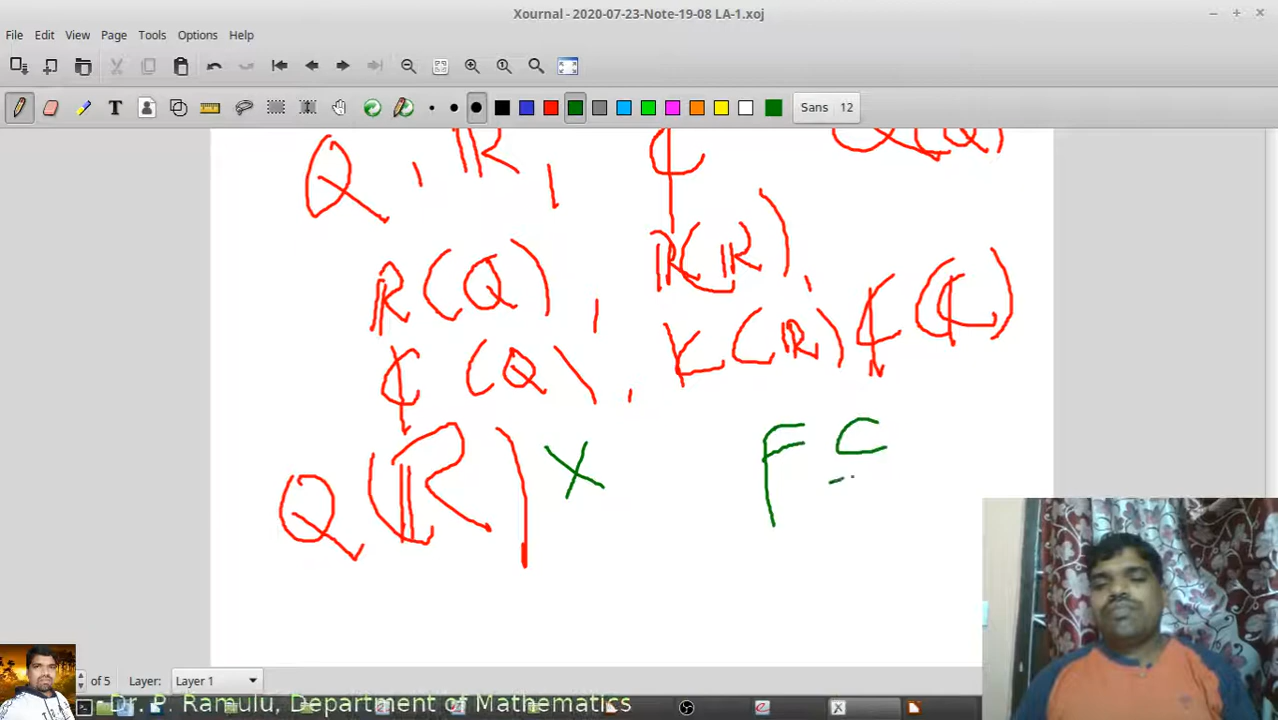 Xournal - 2020-07-23-Note-19-08 LA-1.xoj
File Edit View Page Tools Options Help
Sans 12
Q , ℝ , ₵ Q(Q)
R(Q) , ℝ(ℝ) ,
₵ (Q) , (ℝ) ₵ (₵)
Q(ℝ) X F ⊆
of 5 Layer: Layer 1
- Dr. P. Ramulu, Department of Mathematics